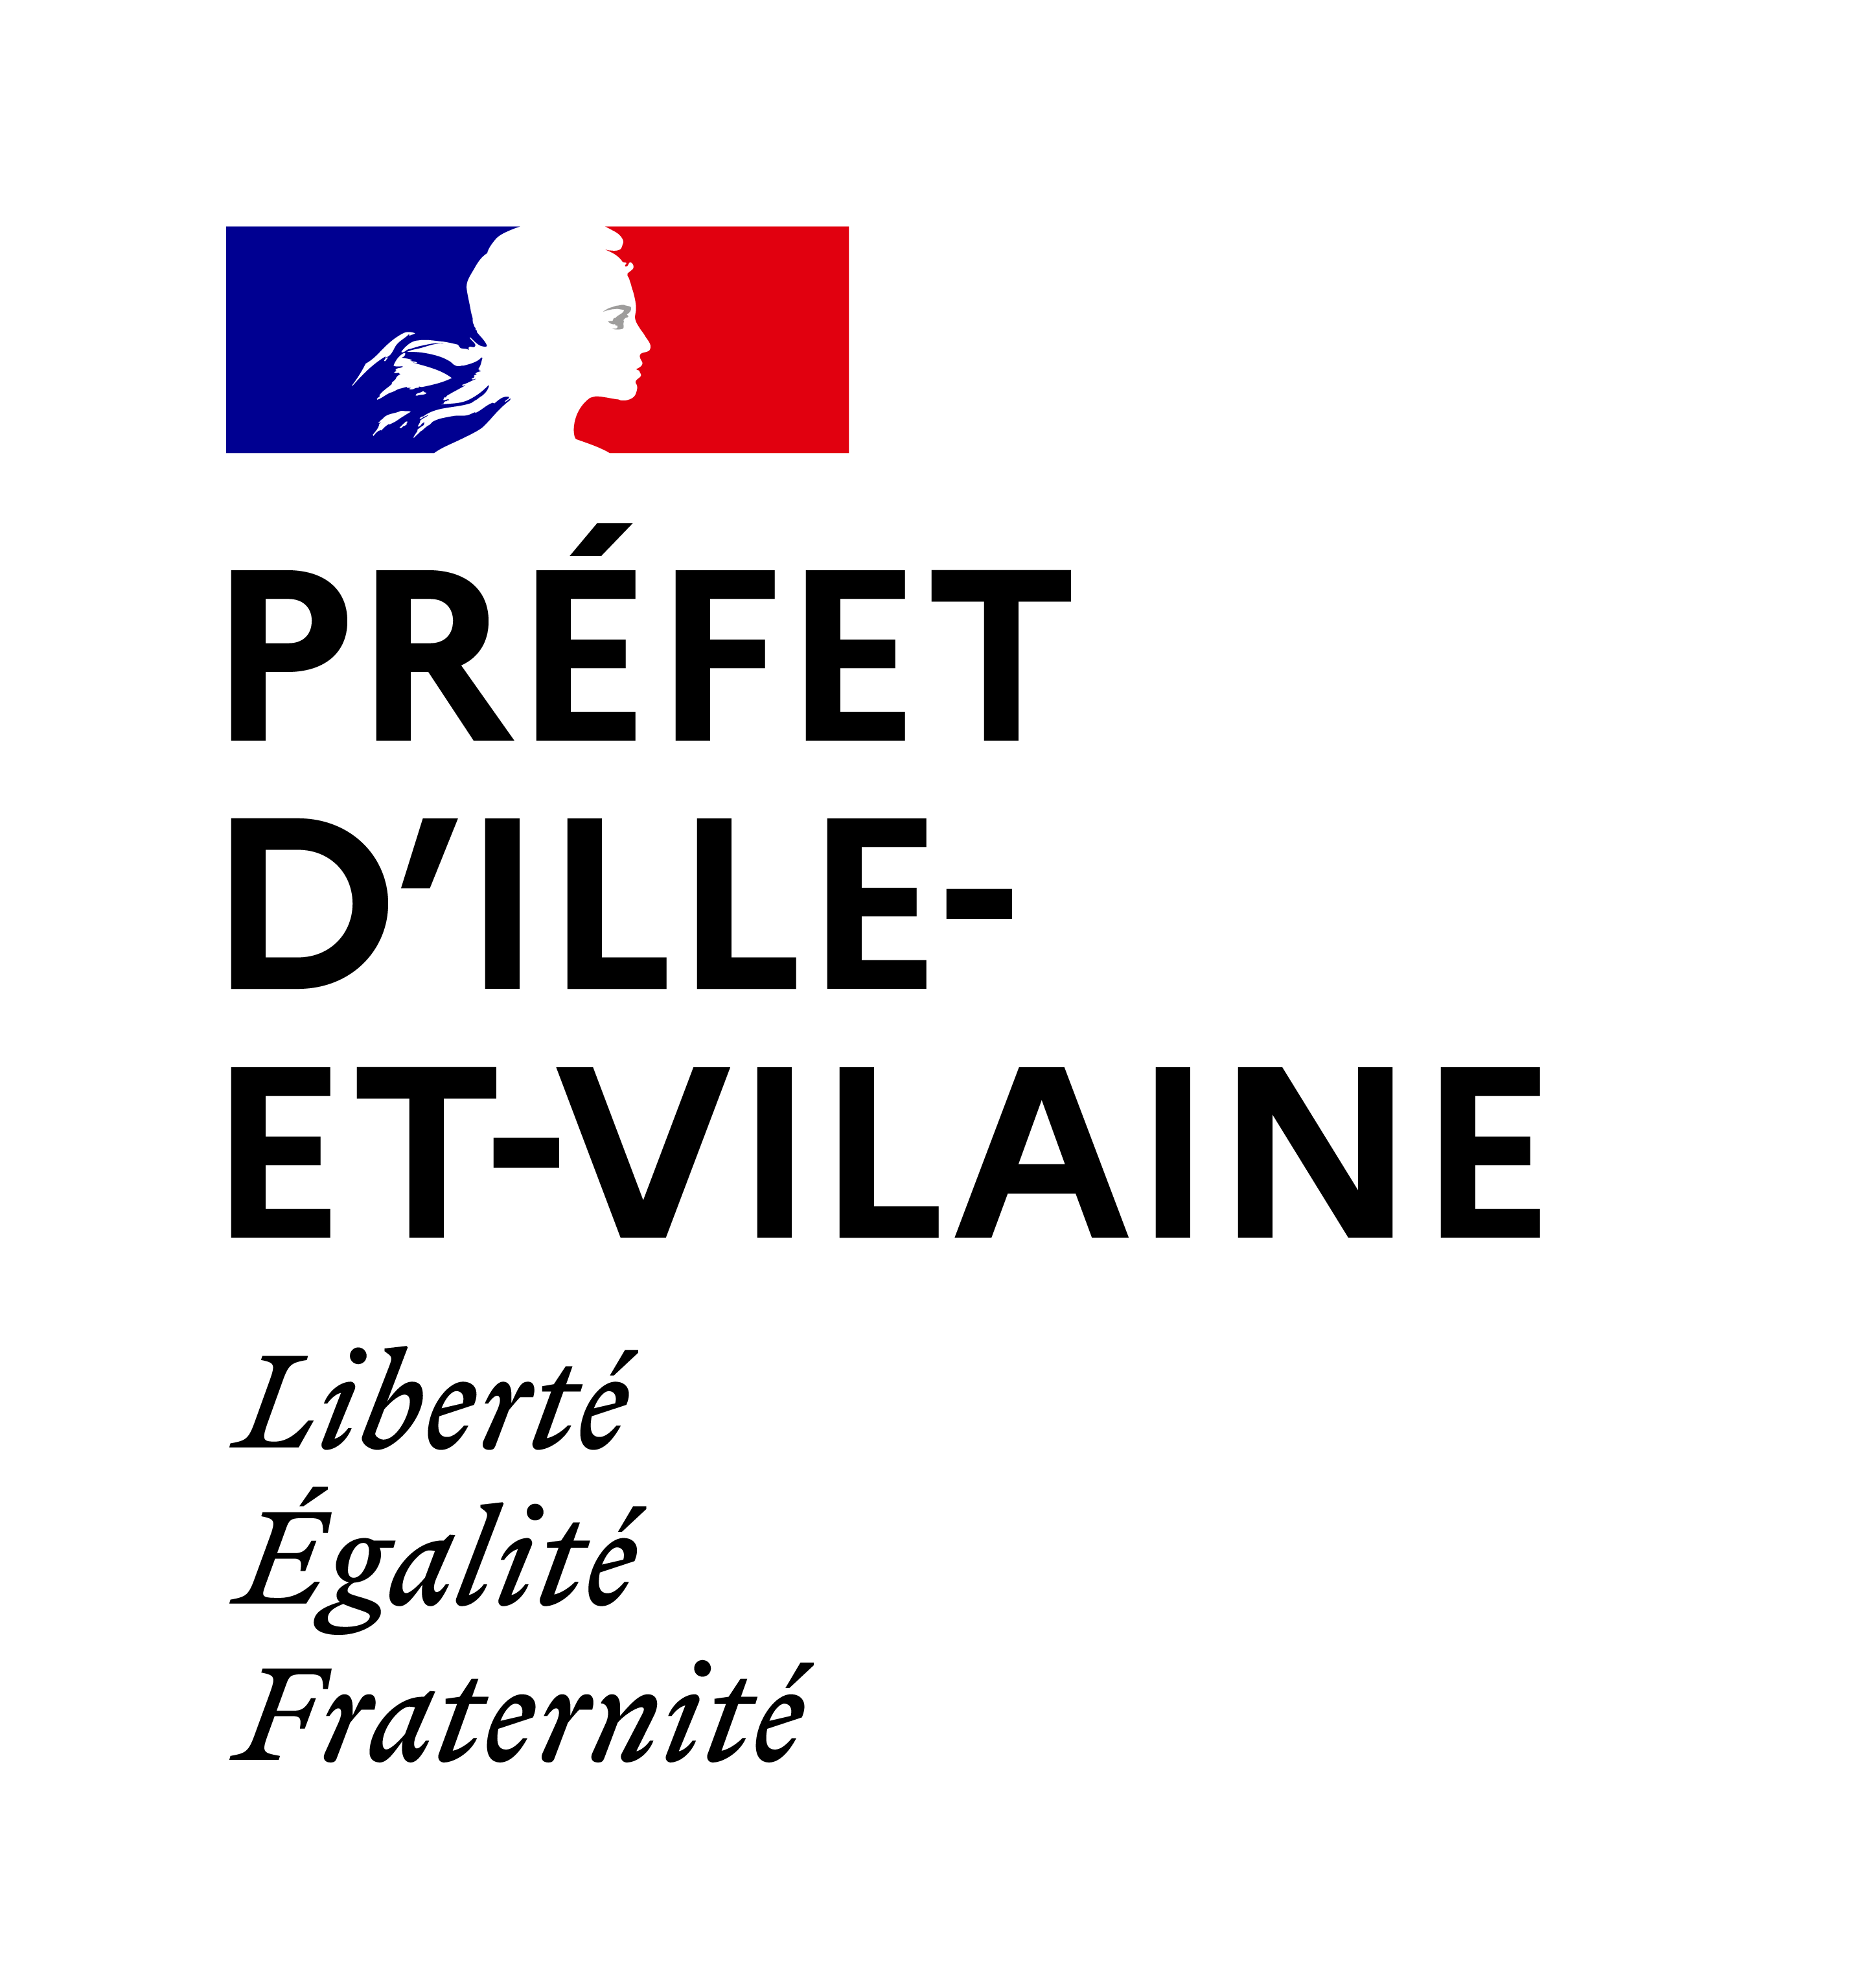 PRÉFET
D’ILLE-
ET-VILAINE
Liberté
Égalité
Fraternité